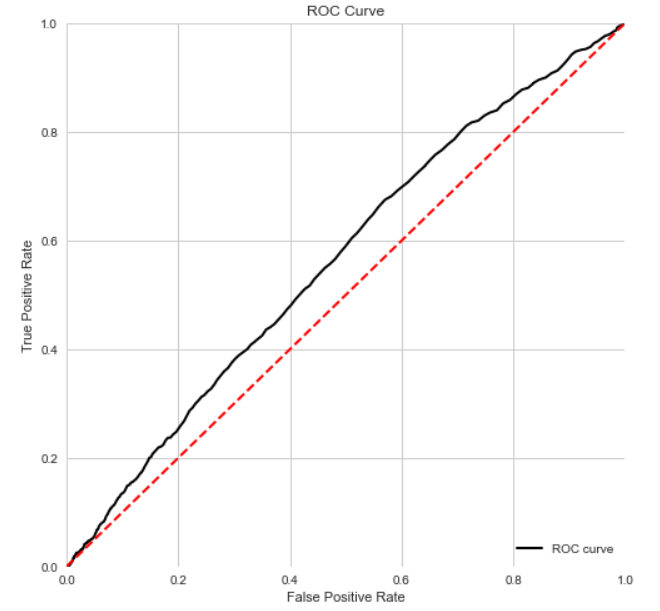 ROC Curve
1.0
0.8
0.6
0.4
0.2
0.0
True Positive Rate
ROC curve
0.0 0.2 0.4 0.6 0.8 1.0
False Positive Rate